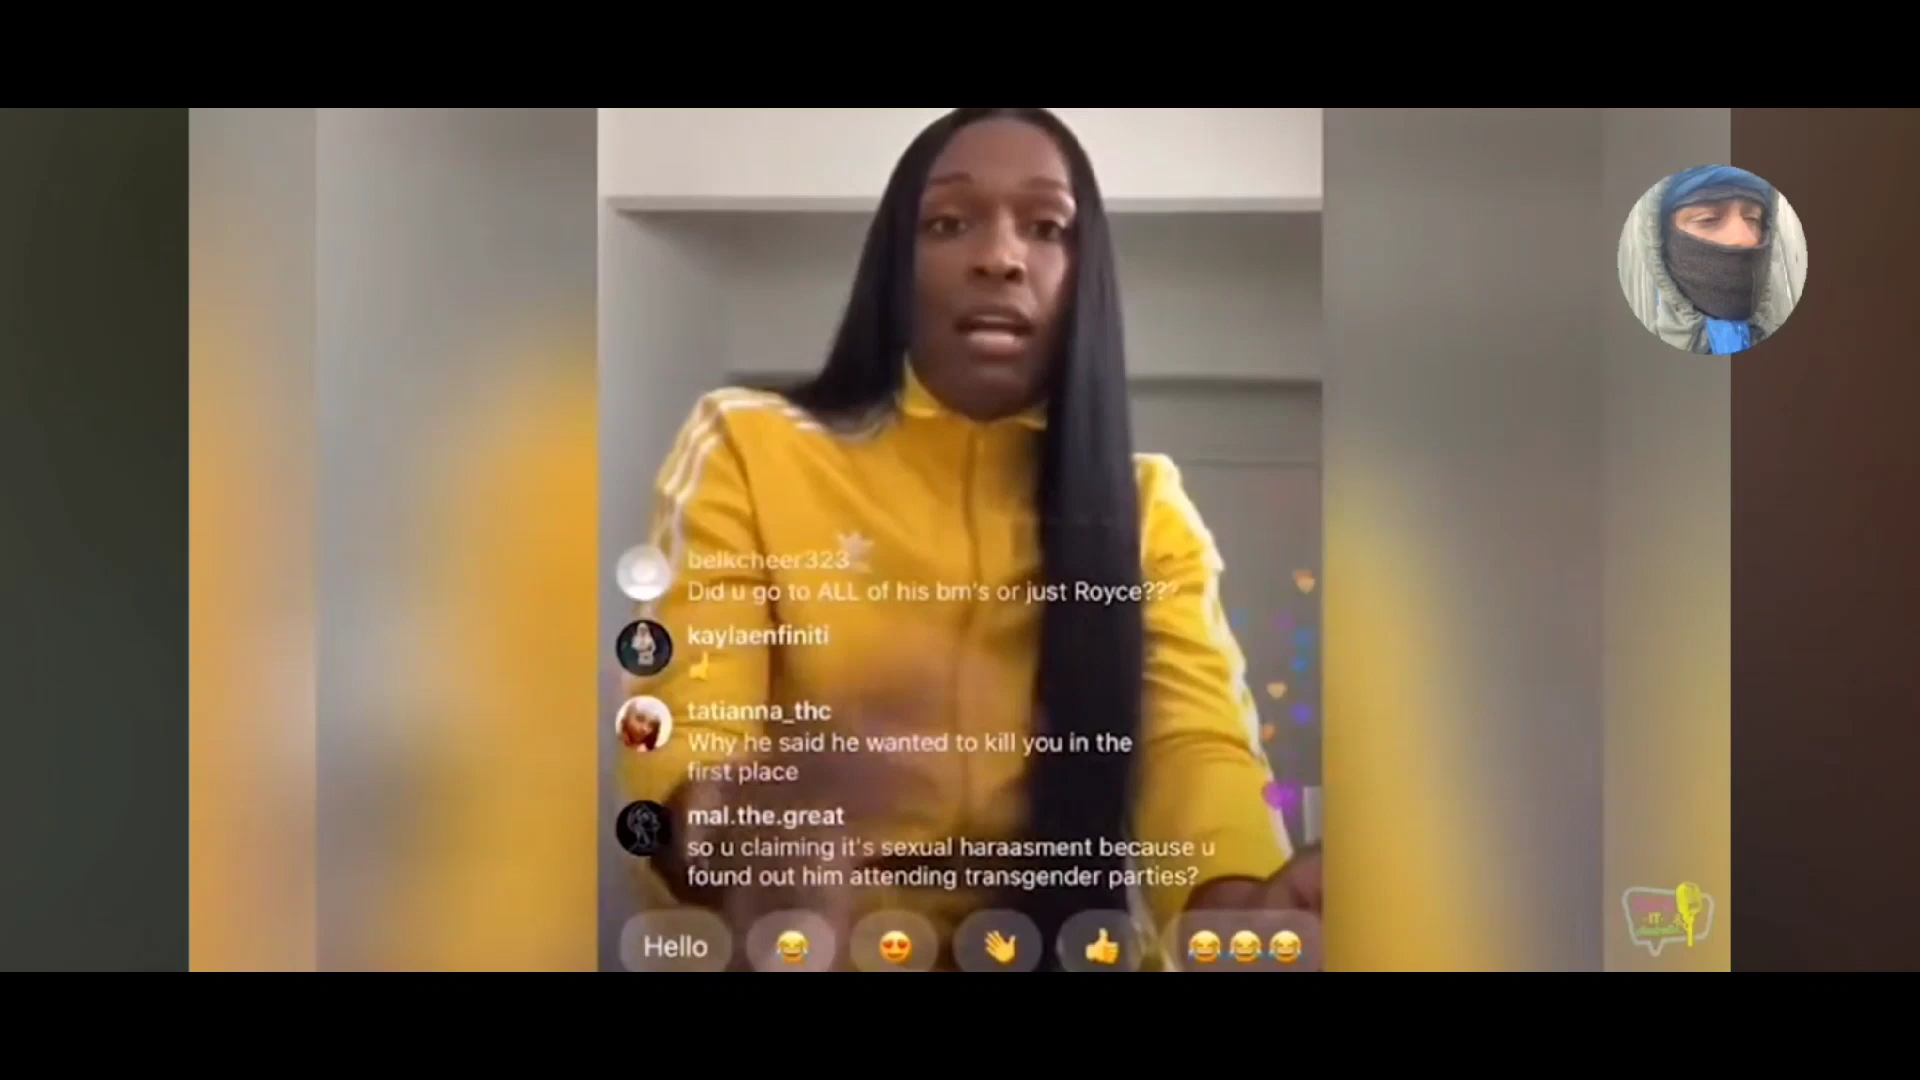 belkcheer323
Did u go to ALL of his bm's or just Royce???
kaylaenfiniti
tatianna_thc
Why he said he wanted to kill you in the
first place
mal.the.great
so u claiming it's sexual haraasment because u
found out him attending transgender parties?
Hello
-IT-